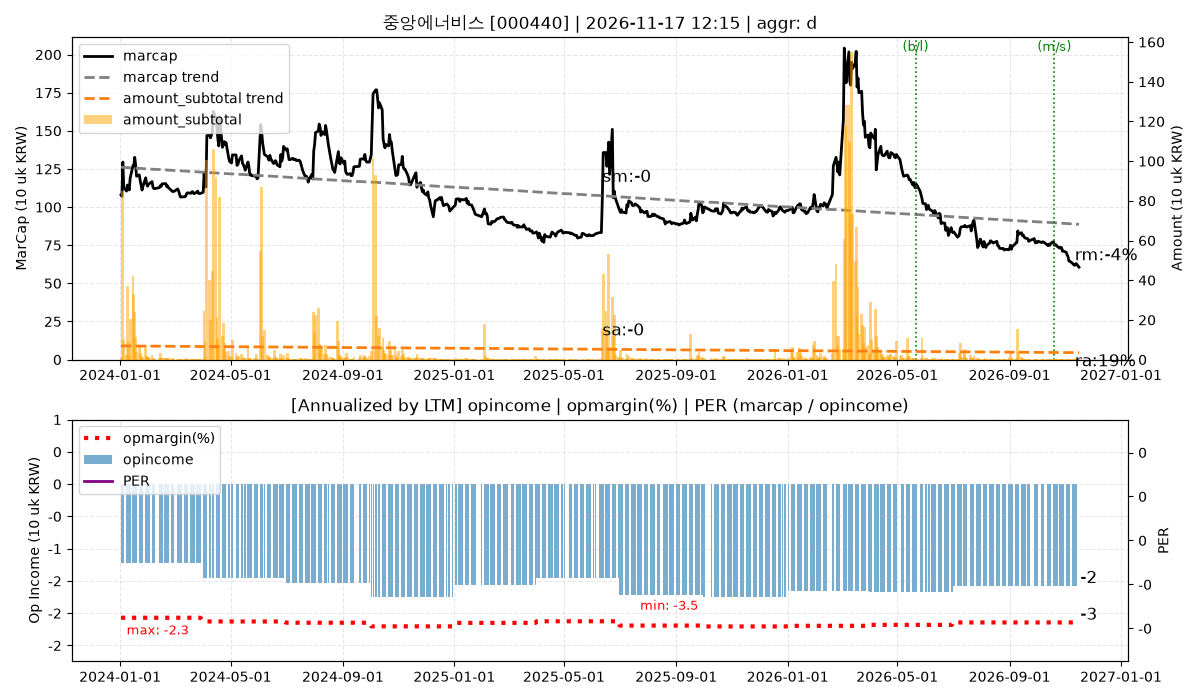 중앙에너비스 [000440] | 2026-11-17 12:15 | aggr: d
MarCap (10 uk KRW)
200
175
150
125
100
75
50
25
0
marcap
marcap trend
amount_subtotal trend
amount_subtotal
(b/l)
(m/s)
sm:-0
sa:-0
rm:-4%
ra:19%
160
140
120
100
80
60
40
20
0
Amount (10 uk KRW)
2024-01-01
2024-05-01
2024-09-01
2025-01-01
2025-05-01
2025-09-01
2026-01-01
2026-05-01
2026-09-01
2027-01-01
[Annualized by LTM] opincome | opmargin(%) | PER (marcap / opincome)
Op Income (10 uk KRW)
1
0
0
-0
-1
-2
-2
-2
opmargin(%)
opincome
PER
max: -2.3
min: -3.5
-2
-3
0
0
0
-0
-0
PER
2024-01-01
2024-05-01
2024-09-01
2025-01-01
2025-05-01
2025-09-01
2026-01-01
2026-05-01
2026-09-01
2027-01-01